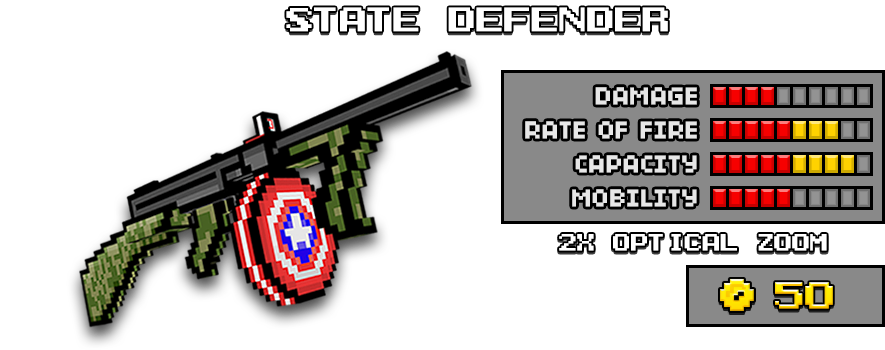 STATE DEFENDER
DAMAGE
RATE OF FIRE
CAPACITY
MOBILITY
2X OPTICAL ZOOM
50